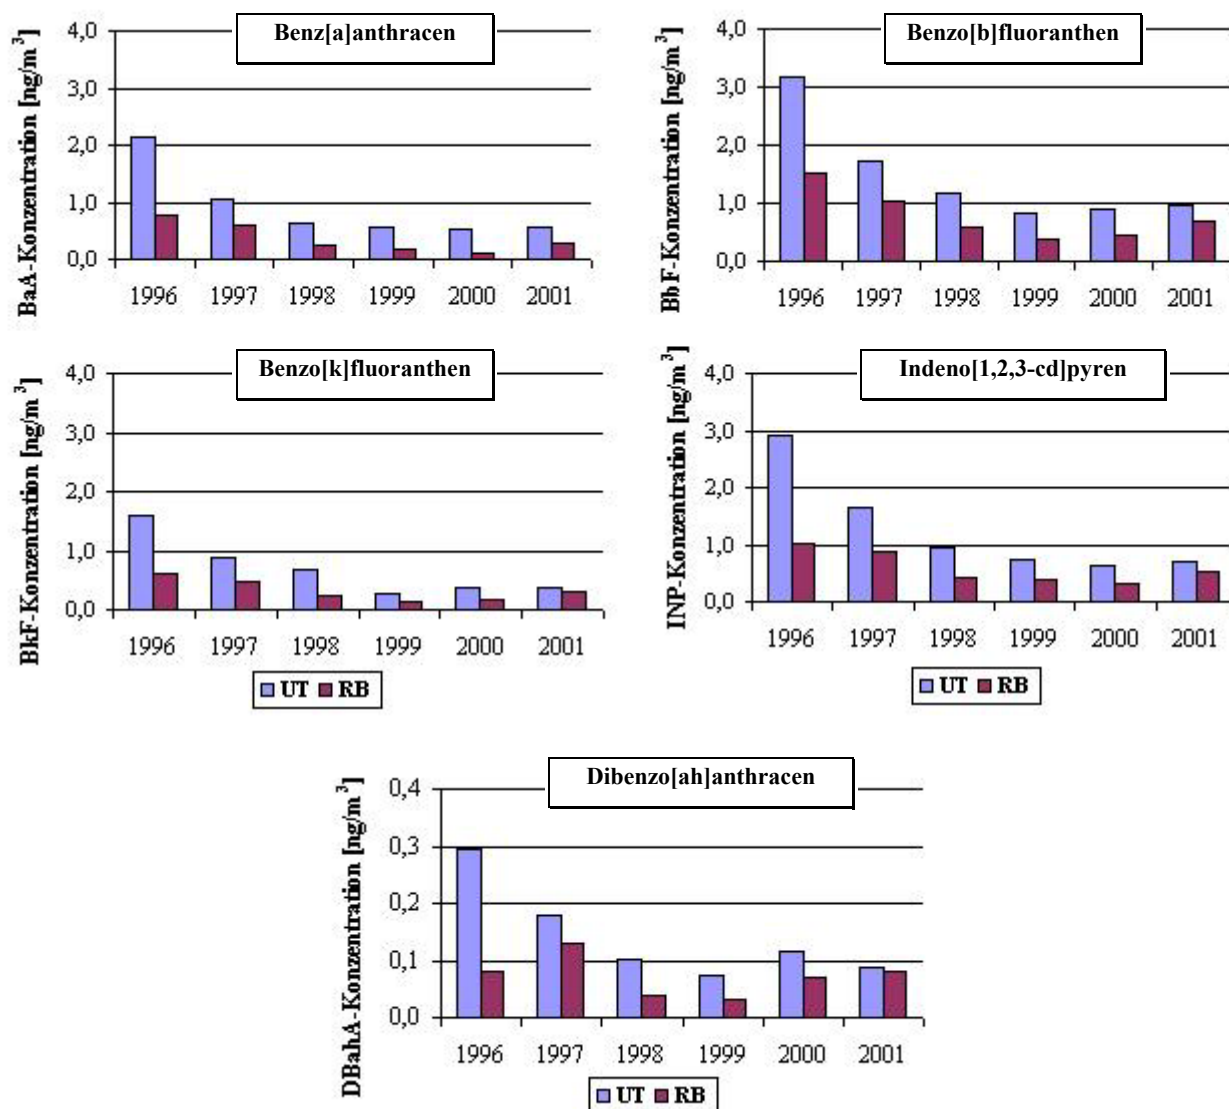 Benz[a]anthracen
BaA-Konzentration [ng/m³]
4,0
3,0
2,0
1,0
0,0
1996 1997 1998 1999 2000 2001
Benzo[b]fluoranthen
BbF-Konzentration [ng/m³]
4,0
3,0
2,0
1,0
0,0
1996 1997 1998 1999 2000 2001
Benzo[k]fluoranthen
BkF-Konzentration [ng/m³]
4,0
3,0
2,0
1,0
0,0
1996 1997 1998 1999 2000 2001
UT RB
Indeno[1,2,3-cd]pyren
INP-Konzentration [ng/m³]
4,0
3,0
2,0
1,0
0,0
1996 1997 1998 1999 2000 2001
UT RB
Dibenzo[ah]anthracen
DBahA-Konzentration [ng/m³]
0,4
0,3
0,2
0,1
0,0
1996 1997 1998 1999 2000 2001
UT RB